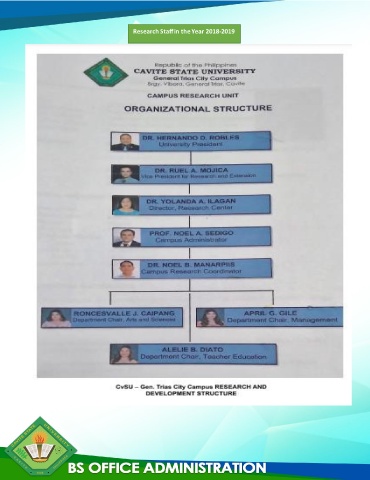 Research Staff in the Year 2018-2019
Republic of the Philippines
CAVITE STATE UNIVERSITY
General Trias City Campus
Brgy. Vibora, General Trias, Cavite
CAMPUS RESEARCH UNIT
ORGANIZATIONAL STRUCTURE
DR. HERNANDO D. ROBLES
University President
DR. RUEL A. MOJICA
Vice President for Research and Extension
DR. YOLANDA A. ILAGAN
Director, Research Center
PROF. NOEL A. SEDIGO
Campus Administrator
DR. NOEL B. MANARPIIS
Campus Research Coordinator
RONCESVALLE J. CAIPANG
Department Chair, Arts and Sciences
APRIL G. GILE
Department Chair, Management
ALELIE B. DIATO
Department Chair, Teacher Education
CvSU – Gen. Trias City Campus RESEARCH AND
DEVELOPMENT STRUCTURE
BS OFFICE ADMINISTRATION